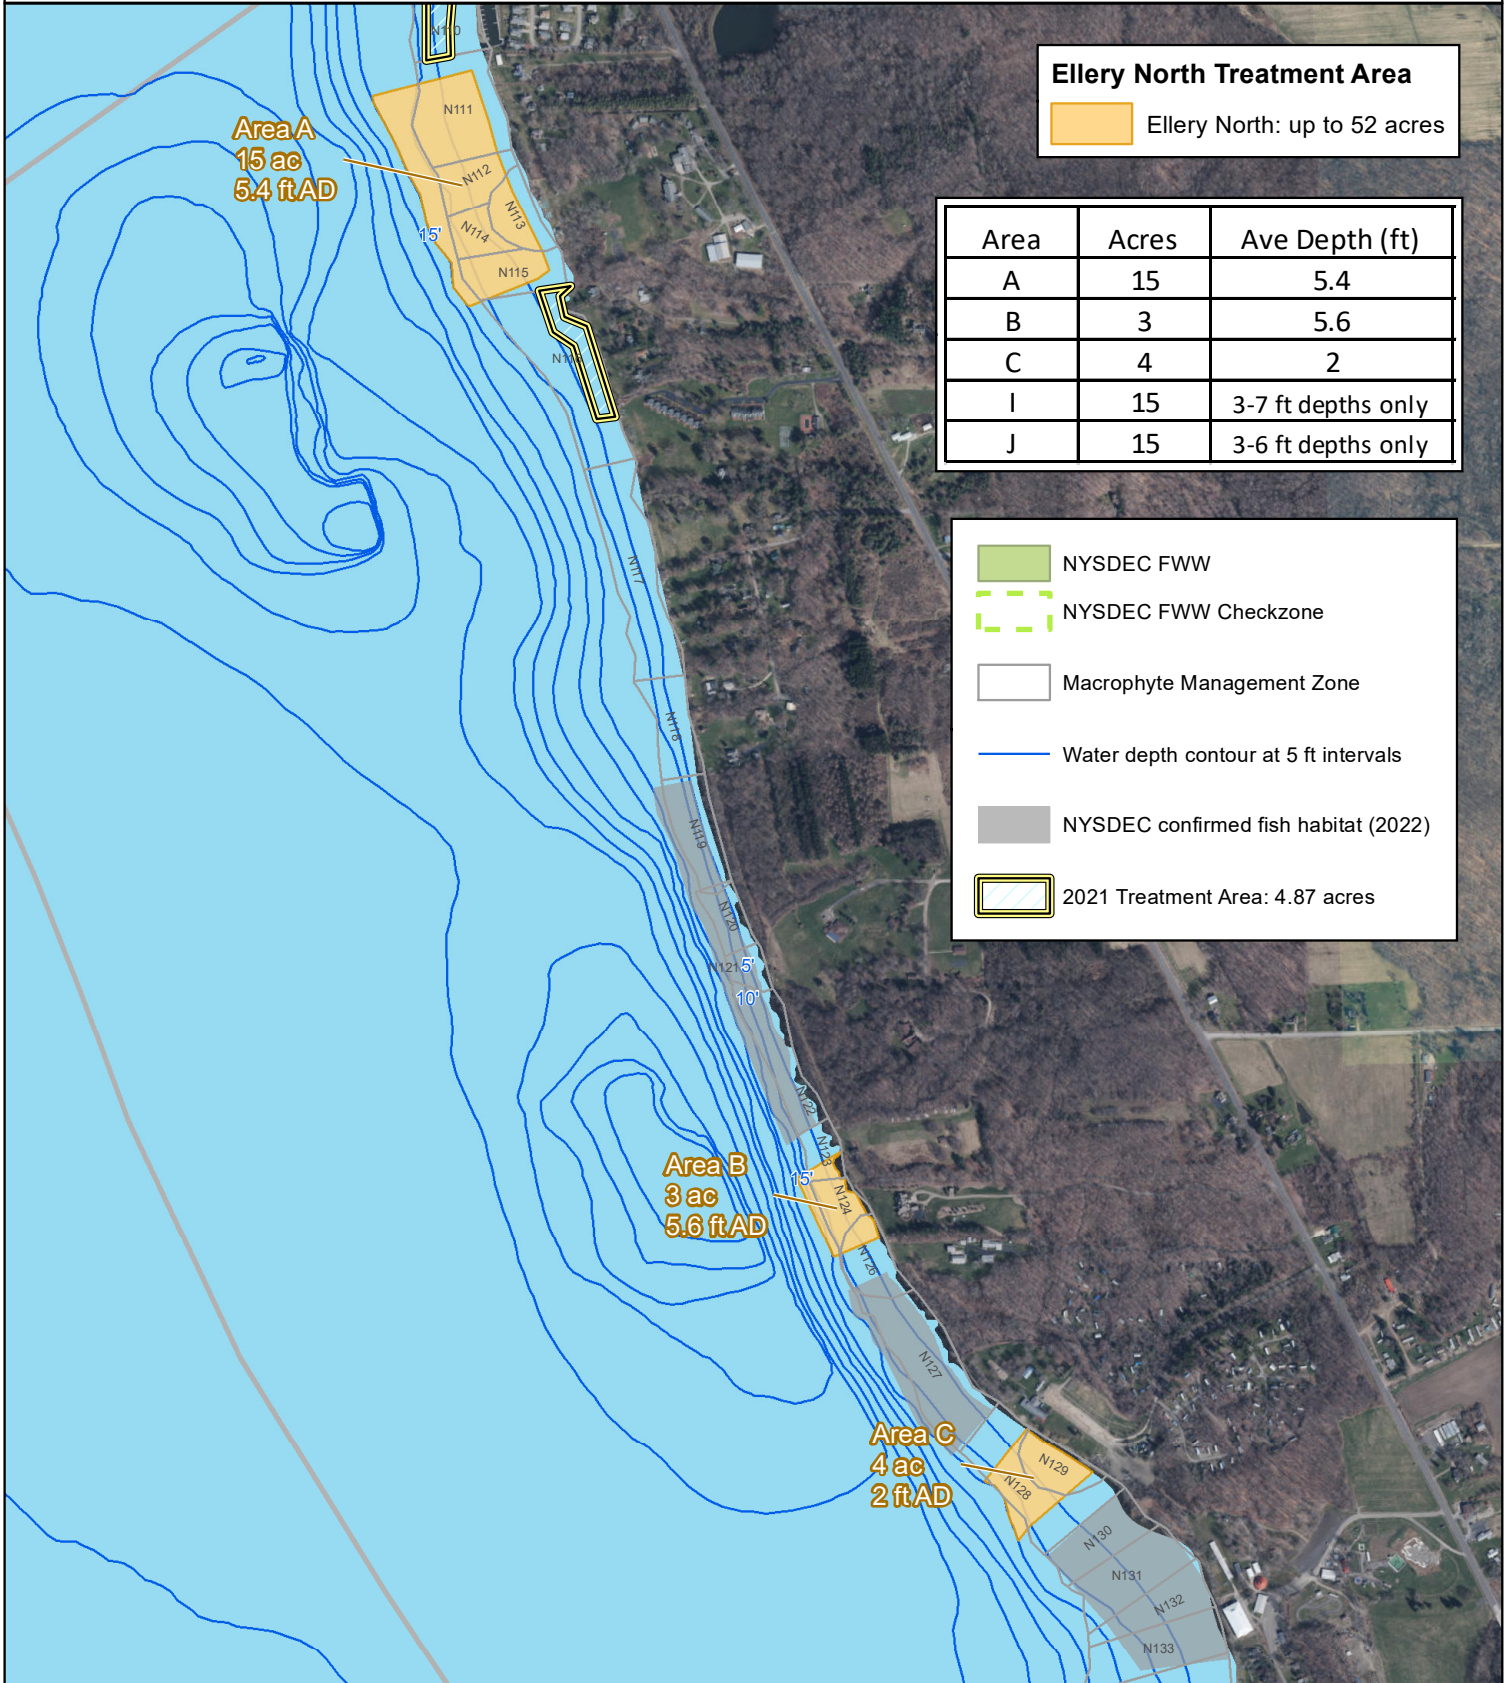 N110
Ellery North Treatment Area
Ellery North: up to 52 acres
N111
Area A
15 ac
5.4 ft AD
N112
N113
N114
15'
N115
Area Acres Ave Depth (ft)
A 15 5.4
B 3 5.6
C 4 2
I 15 3-7 ft depths only
J 15 3-6 ft depths only
N117
NYSDEC FWW
NYSDEC FWW Checkzone
Macrophyte Management Zone
Water depth contour at 5 ft intervals
NYSDEC confirmed fish habitat (2022)
2021 Treatment Area: 4.87 acres
N118
N119
N120
N121
5'
10'
N122
N123
Area B
3 ac
5.6 ft AD
15'
N124
N126
N127
Area C
4 ac
2 ft AD
N129
N128
N130
N131
N132
N133